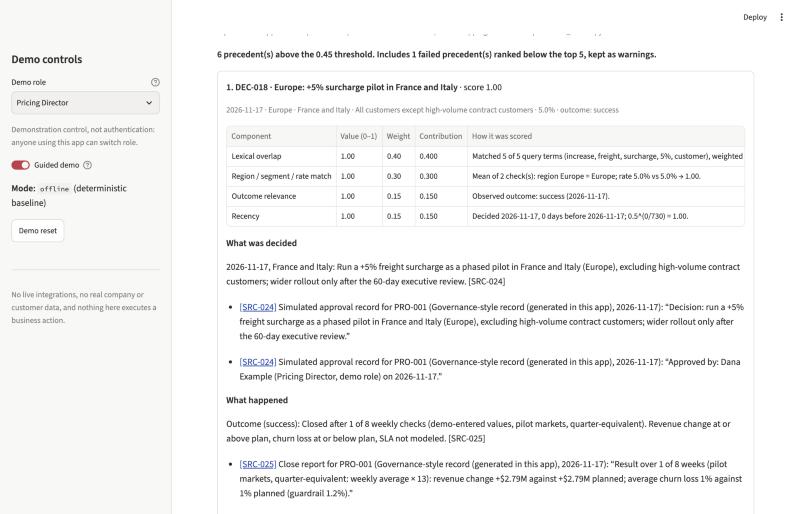 Deploy
Demo controls
Demo role
Pricing Director
Demonstration control, not authentication:
anyone using this app can switch role.
Guided demo
Mode: offline (deterministic
baseline)
Demo reset
No live integrations, no real company or
customer data, and nothing here executes a
business action.
6 precedent(s) above the 0.45 threshold. Includes 1 failed precedent(s) ranked below the top 5, kept as warnings.
1. DEC-018 · Europe: +5% surcharge pilot in France and Italy · score 1.00
2026-11-17 · Europe · France and Italy · All customers except high-volume contract customers · 5.0% · outcome: success
Component Value (0–1) Weight Contribution How it was scored
Lexical overlap 1.00 0.40 0.400 Matched 5 of 5 query terms (increase, freight, surcharge, 5%, customer), weighted
Region / segment / rate match 1.00 0.30 0.300 Mean of 2 check(s): region Europe = Europe; rate 5.0% vs 5.0% → 1.00.
Outcome relevance 1.00 0.15 0.150 Observed outcome: success (2026-11-17).
Recency 1.00 0.15 0.150 Decided 2026-11-17, 0 days before 2026-11-17; 0.5^(0/730) = 1.00.
What was decided
2026-11-17, France and Italy: Run a +5% freight surcharge as a phased pilot in France and Italy (Europe), excluding high-volume contract
customers; wider rollout only after the 60-day executive review. [SRC-024]
• [SRC-024] Simulated approval record for PRO-001 (Governance-style record (generated in this app), 2026-11-17): “Decision: run a +5%
freight surcharge as a phased pilot in France and Italy (Europe), excluding high-volume contract customers; wider rollout only after
the 60-day executive review.”
• [SRC-024] Simulated approval record for PRO-001 (Governance-style record (generated in this app), 2026-11-17): “Approved by: Dana
Example (Pricing Director, demo role) on 2026-11-17.”
What happened
Outcome (success): Closed after 1 of 8 weekly checks (demo-entered values, pilot markets, quarter-equivalent). Revenue change at or
above plan, churn loss at or below plan, SLA not modeled. [SRC-025]
• [SRC-025] Close report for PRO-001 (Governance-style record (generated in this app), 2026-11-17): “Result over 1 of 8 weeks (pilot
markets, quarter-equivalent: weekly average × 13): revenue change +$2.79M against +$2.79M planned; average churn loss 1% against
1% planned (guardrail 1.2%).”